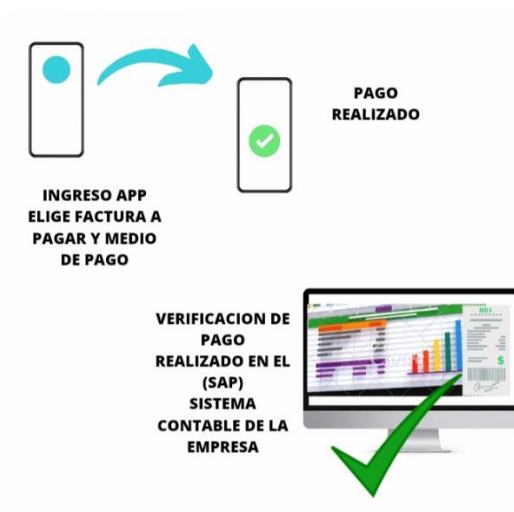 PAGO
REALIZADO
INGRESO APP
ELIGE FACTURA A
PAGAR Y MEDIO
DE PAGO
VERIFICACION DE
PAGO
REALIZADO EN EL
(SAP)
SISTEMA
CONTABLE DE LA
EMPRESA
$